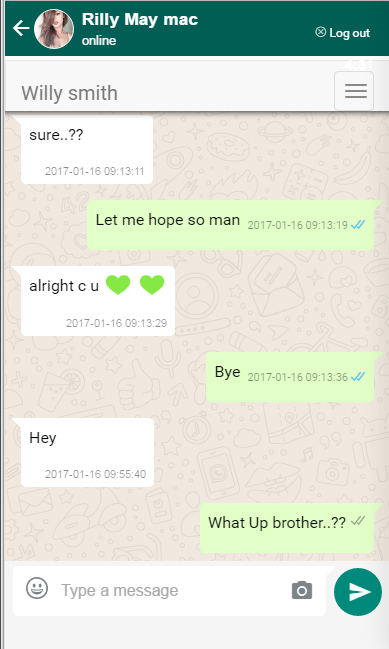 Rilly May mac
online
Log out
Willy smith
sure..??
2017-01-16 09:13:11
Let me hope so man 2017-01-16 09:13:19
alright c u
2017-01-16 09:13:29
Bye 2017-01-16 09:13:36
Hey
2017-01-16 09:55:40
What Up brother..??
Type a message